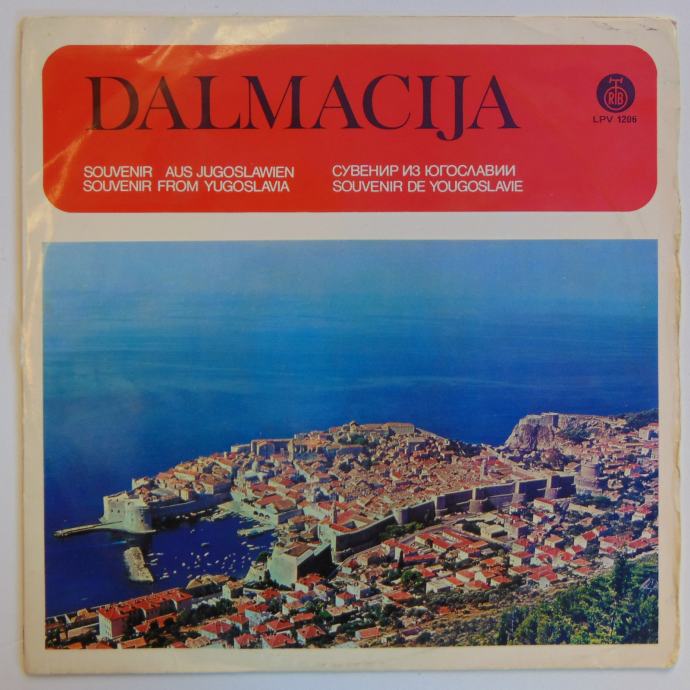 DALMACIJA
RTB
LPV 1206
SOUVENIR AUS JUGOSLAWIEN
SOUVENIR FROM YUGOSLAVIA
СУВЕНИР ИЗ ЮГОСЛАВИИ
SOUVENIR DE YOUGOSLAVIE